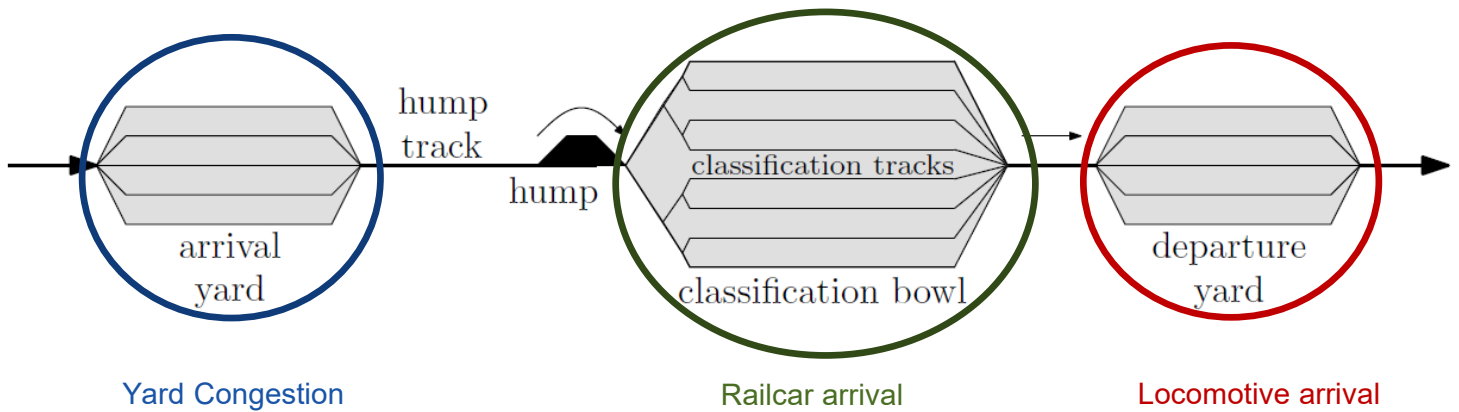 hump
track
hump
classification tracks
arrival
yard
classification bowl
departure
yard
Yard Congestion
Railcar arrival
Locomotive arrival